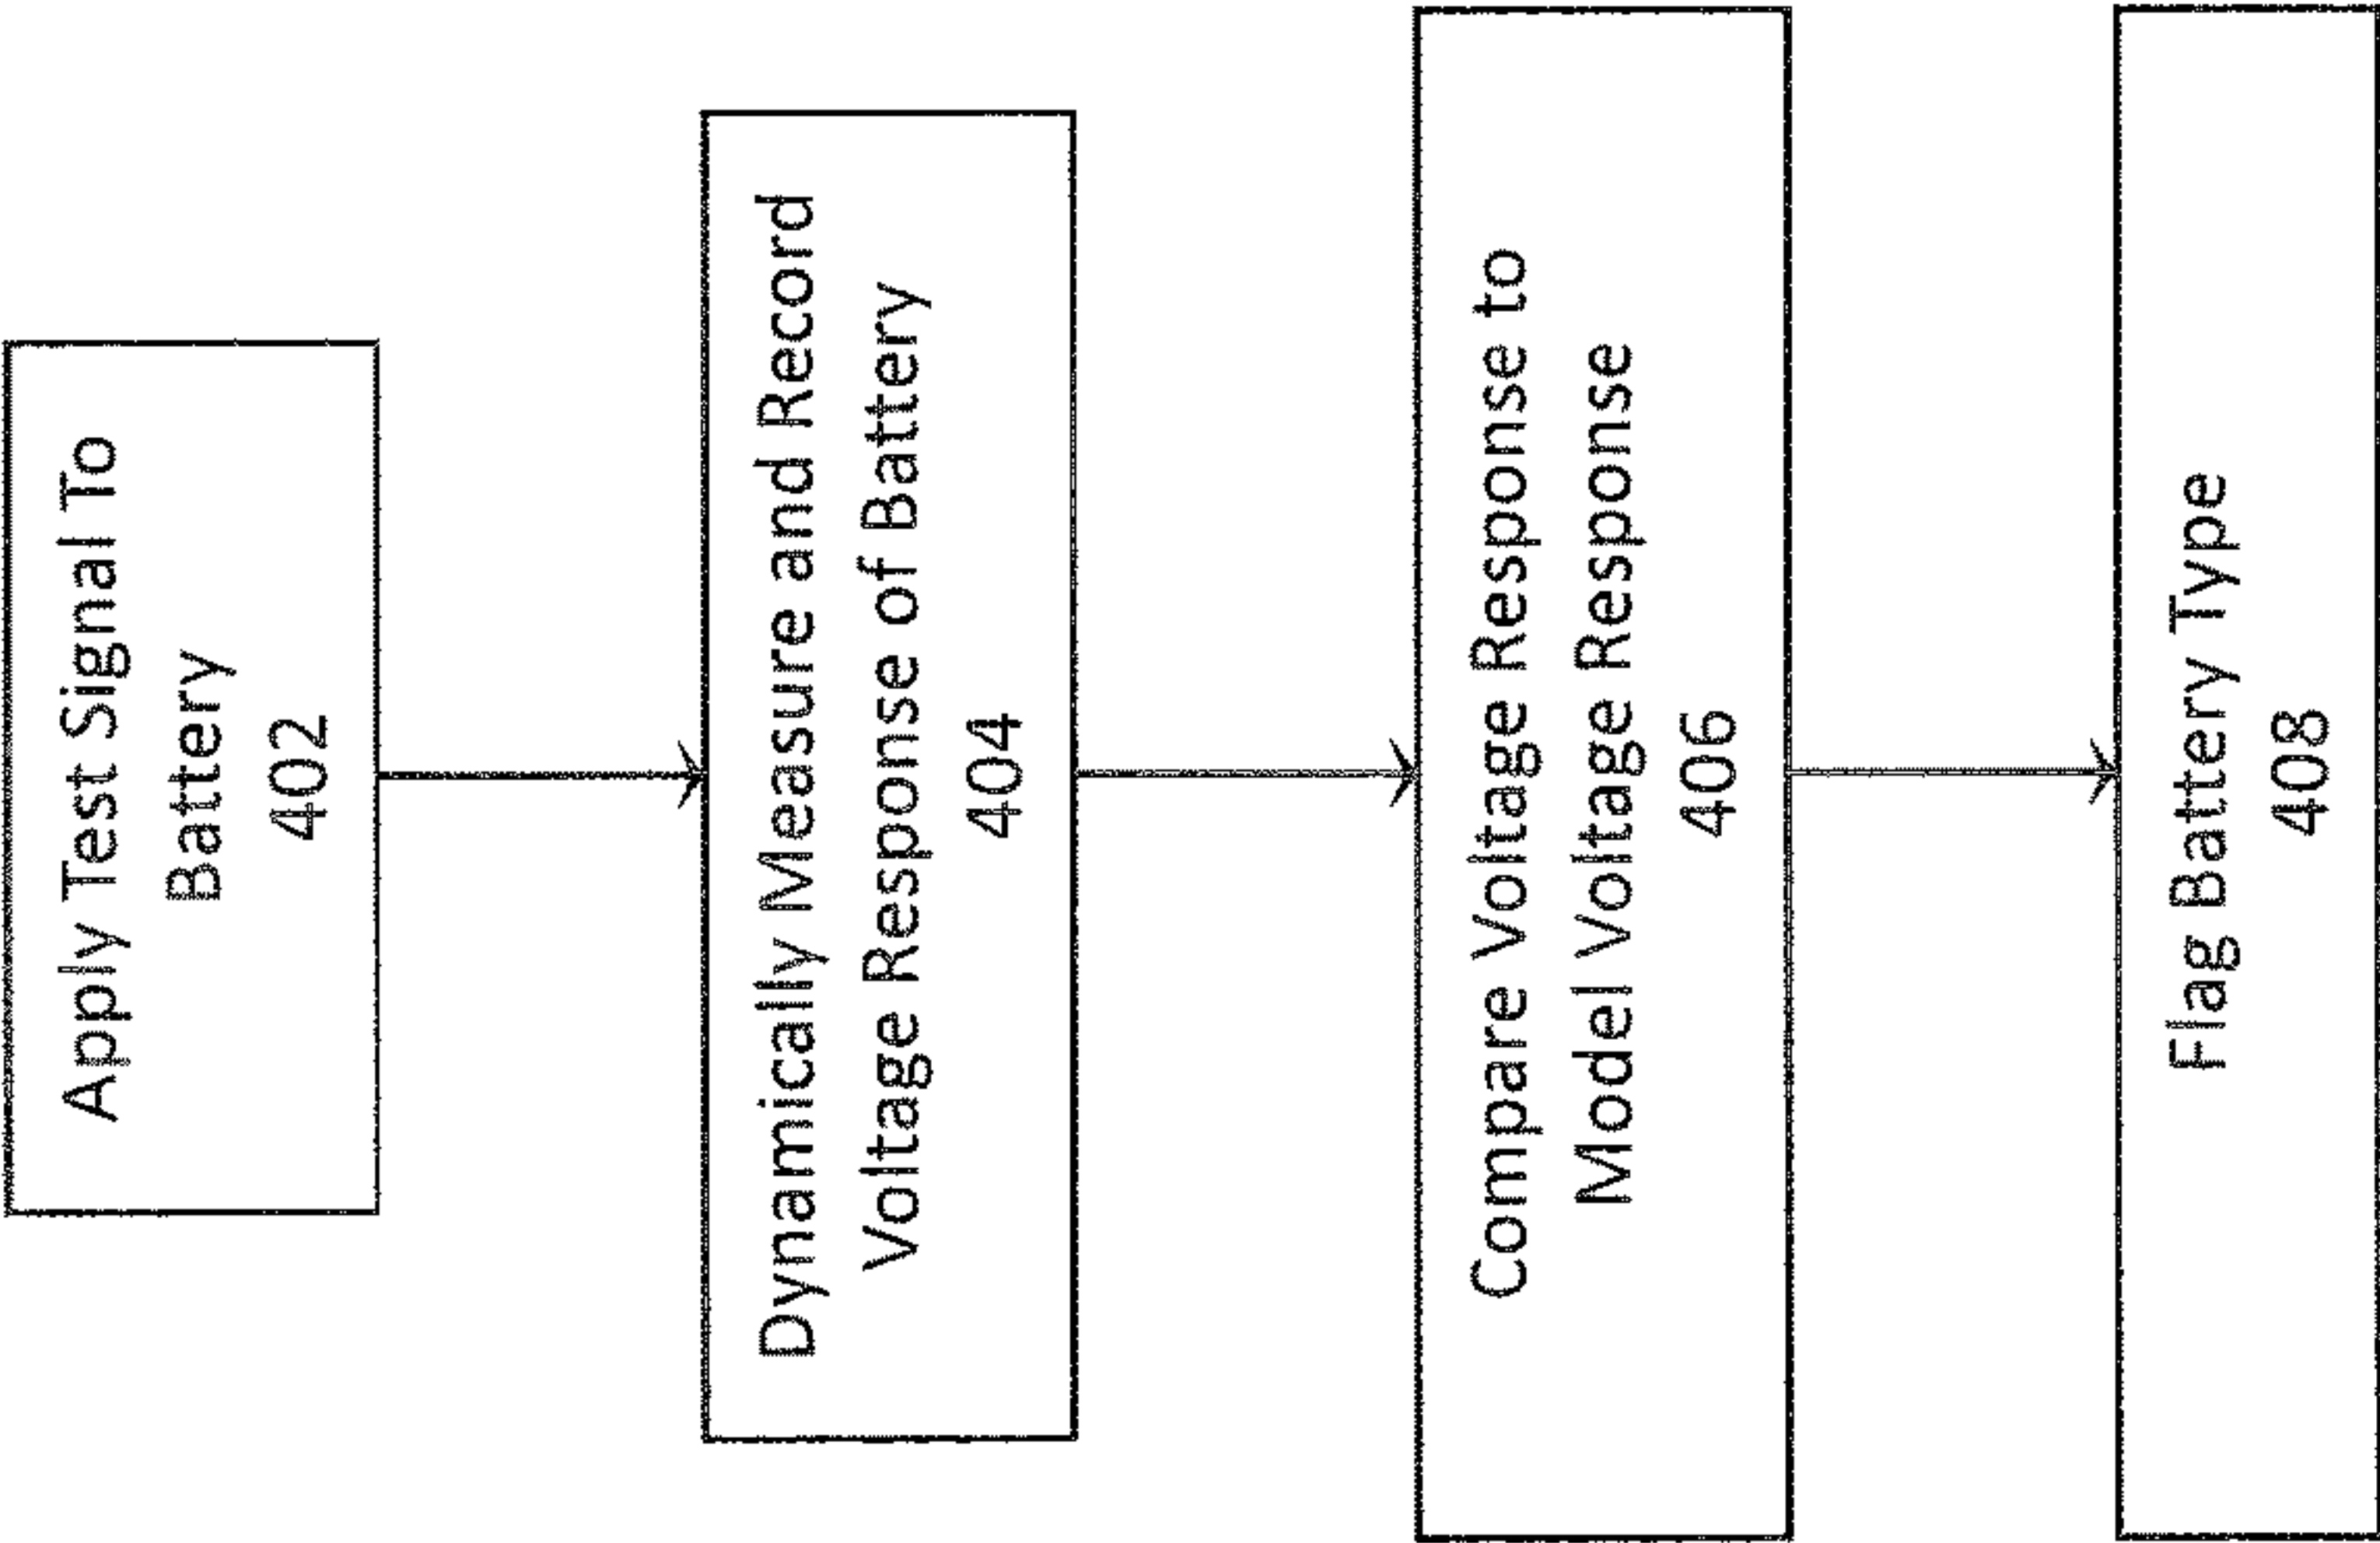 Apply Test Signal To
Battery
402
Dynamically Measure and Record
Voltage Response of Battery
404
Compare Voltage Response to
Model Voltage Response
406
Flag Battery Type
408